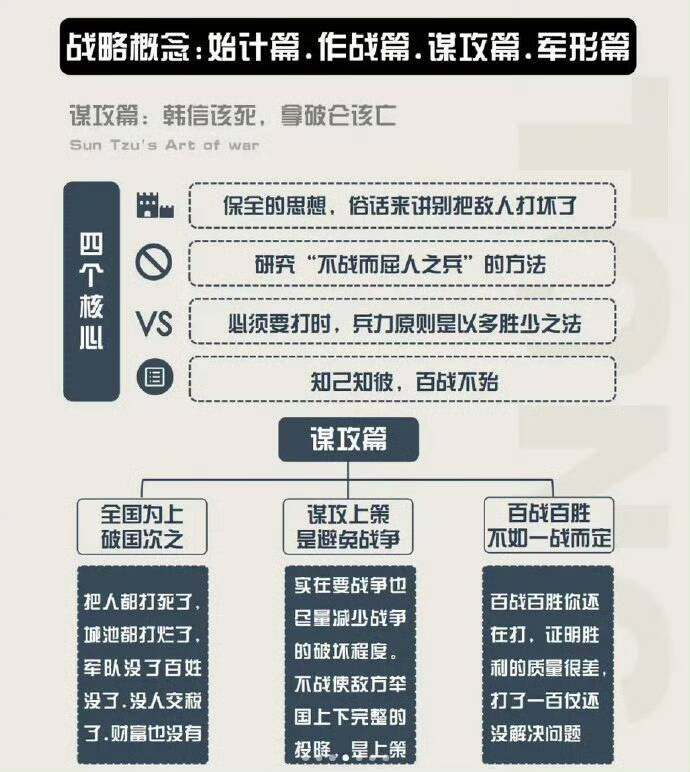 战略概念:始计篇.作战篇.谋攻篇.军形篇
谋攻篇：韩信该死，拿破仑该亡
Sun Tzu's Art of war
四个核心
保全的思想，俗话来讲别把敌人打坏了
研究“不战而屈人之兵”的方法
VS
必须要打时，兵力原则是以多胜少之法
知己知彼，百战不殆
谋攻篇
全国为上
破国次之
把人都打死了，
城池都打烂了，
军队没了百姓
没了.没人交税
了.财富也没有
谋攻上策
是避免战争
实在要战争也
尽量减少战争
的破坏程度。
不战使敌方举
国上下完整的
投降，是上策
百战百胜
不如一战而定
百战百胜你还
在打，证明胜
利的质量很差，
打了一百仗还
没解决问题